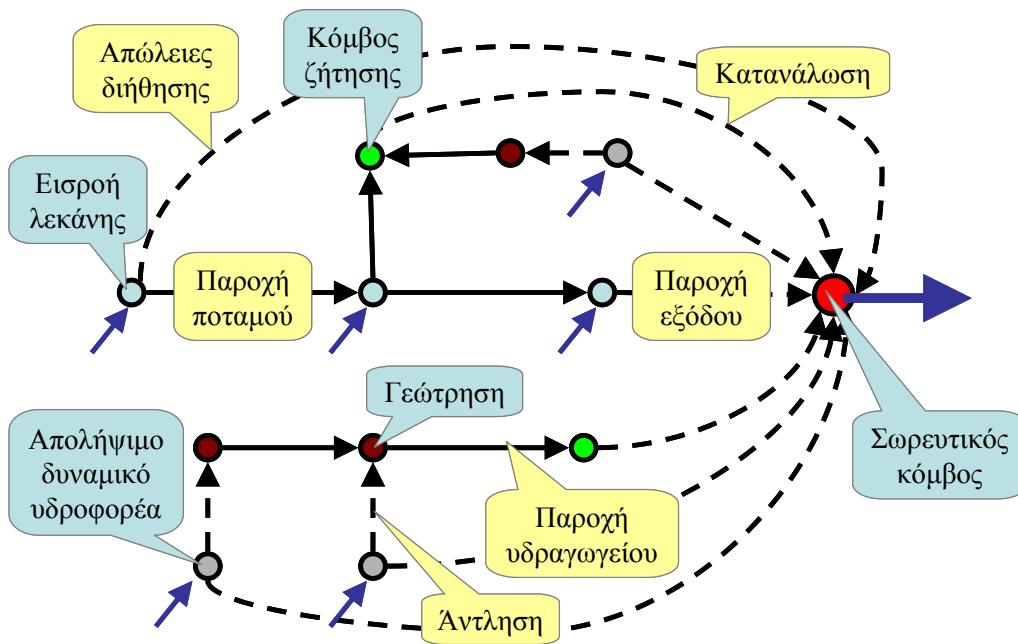 Απώλειες
διήθησης
Κόμβος
ζήτησης
Κατανάλωση
Εισροή
λεκάνης
Παροχή
ποταμού
Παροχή
εξόδου
Γεώτρηση
Απολήψιμο
δυναμικό
υδροφορέα
Σωρευτικός
κόμβος
Παροχή
υδραγωγείου
Άντληση